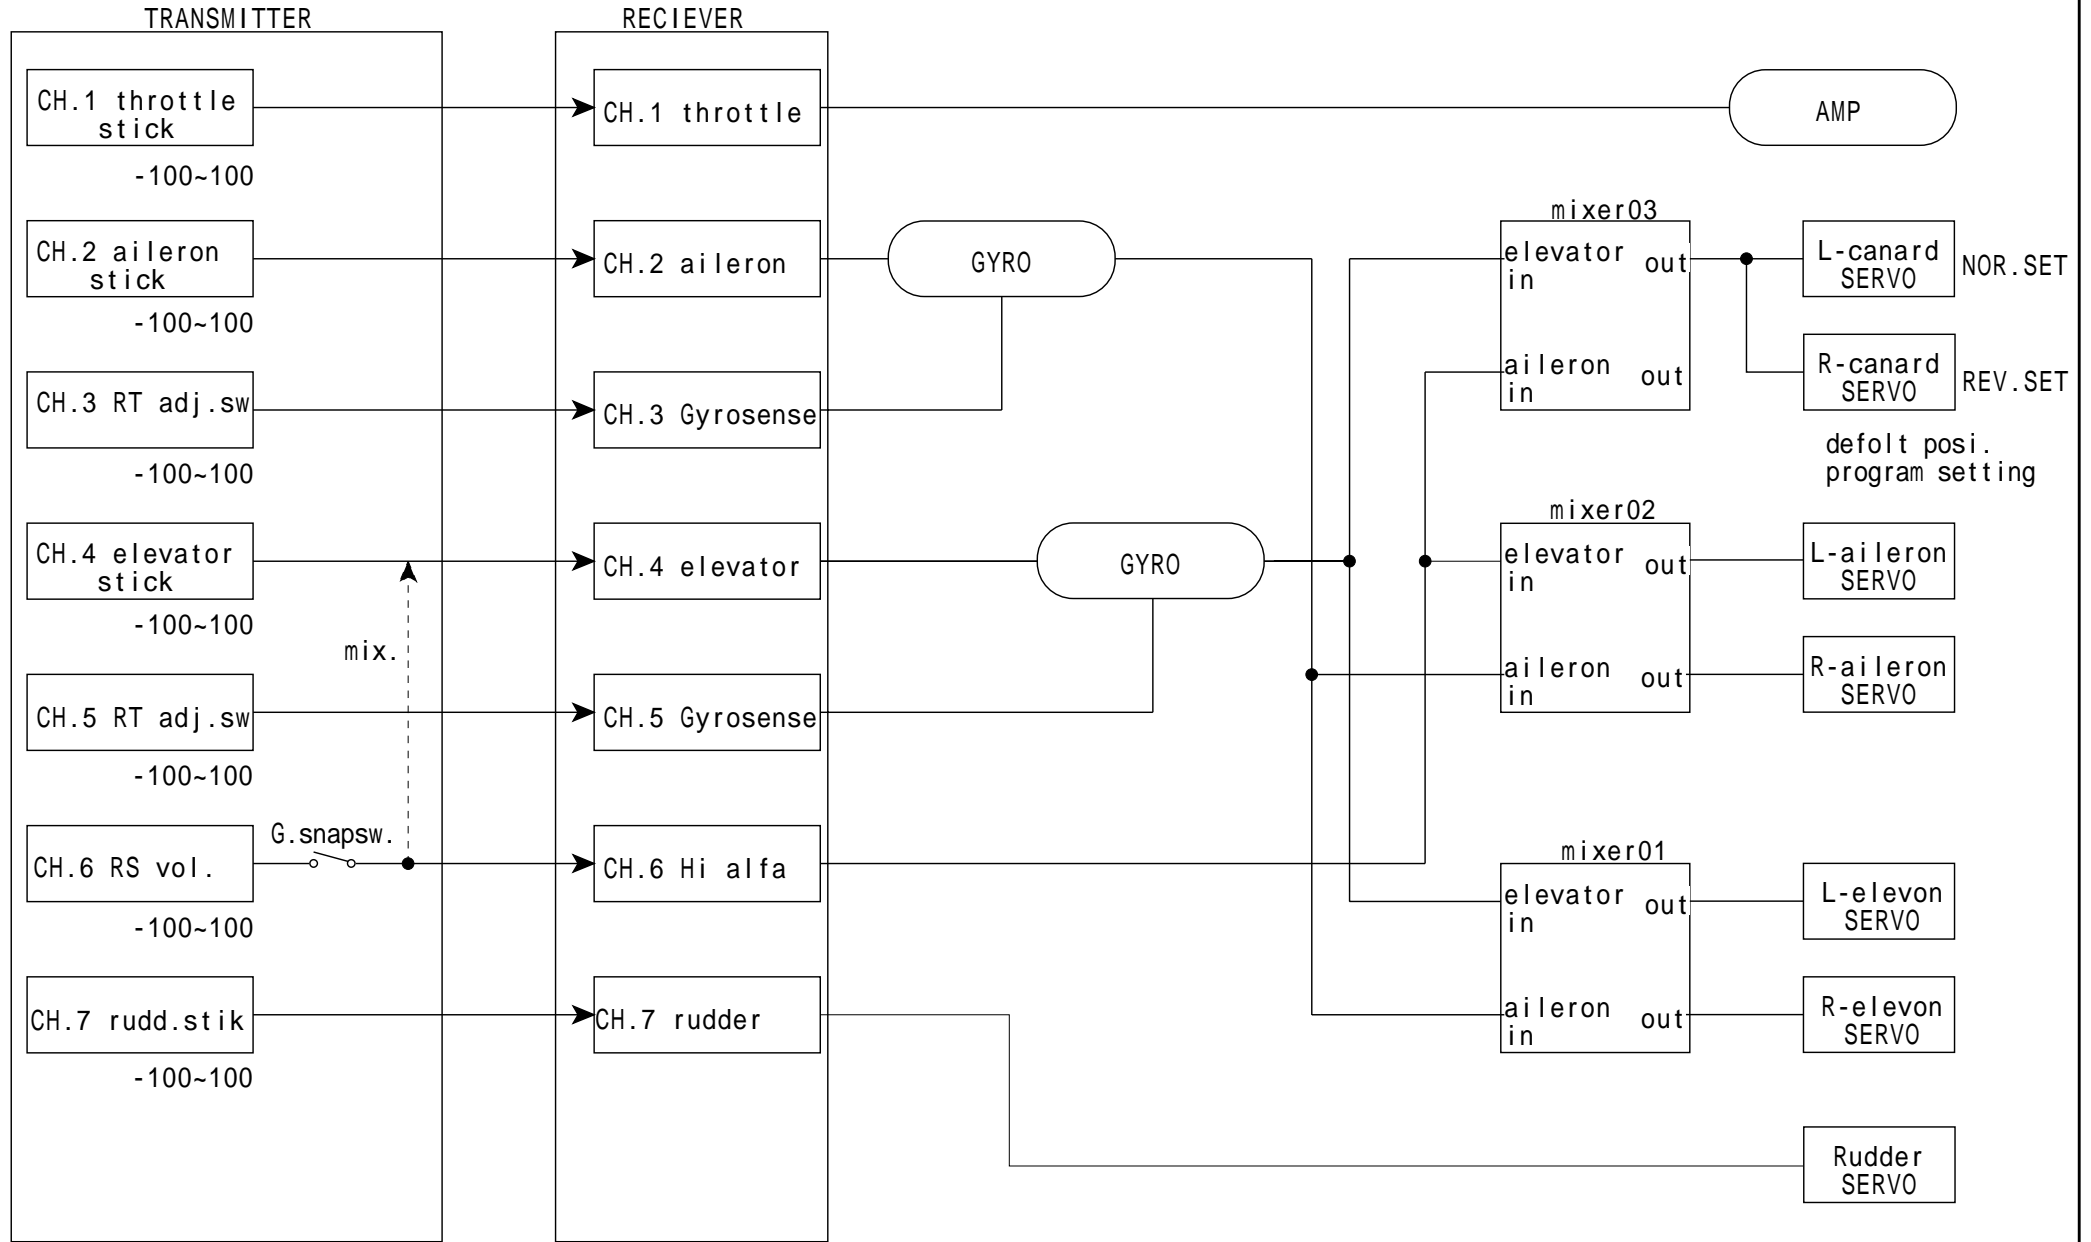 TRANSMITTER
RECIEVER
CH.1 throttle
stick
-100~100
CH.1 throttle
AMP
CH.2 aileron
stick
-100~100
CH.2 aileron
GYRO
CH.3 RT adj.sw
-100~100
CH.3 Gyrosense
CH.4 elevator
stick
-100~100
mix.
CH.4 elevator
GYRO
CH.5 RT adj.sw
-100~100
CH.5 Gyrosense
CH.6 RS vol.
-100~100
G.snapsw.
CH.6 Hi alfa
CH.7 rudd.stik
-100~100
CH.7 rudder
mixer03
elevator
in
out
aileron
in
out
L-canard
SERVO
NOR.SET
R-canard
SERVO
REV.SET
defolt posi.
program setting
mixer02
elevator
in
out
aileron
in
out
L-aileron
SERVO
R-aileron
SERVO
mixer01
elevator
in
out
aileron
in
out
L-elevon
SERVO
R-elevon
SERVO
Rudder
SERVO